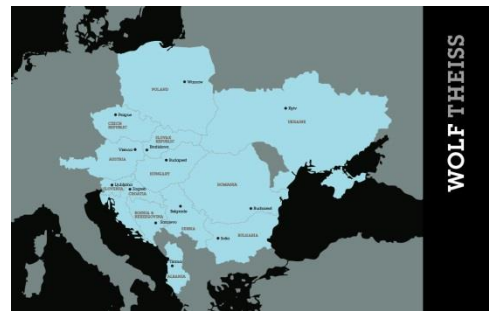 WOLF THEISS
POLAND
Warsaw
Kyiv
UKRAINE
Prague
CZECH
REPUBLIC
SLOVAK
REPUBLIC
Vienna
Bratislava
AUSTRIA
Budapest
HUNGARY
Ljubljana
SLOVENIA
Zagreb
CROATIA
ROMANIA
BOSNIA &
HERZEGOVINA
Belgrade
Bucharest
Sarajevo
SERBIA
Sofia
BULGARIA
Tirana
ALBANIA